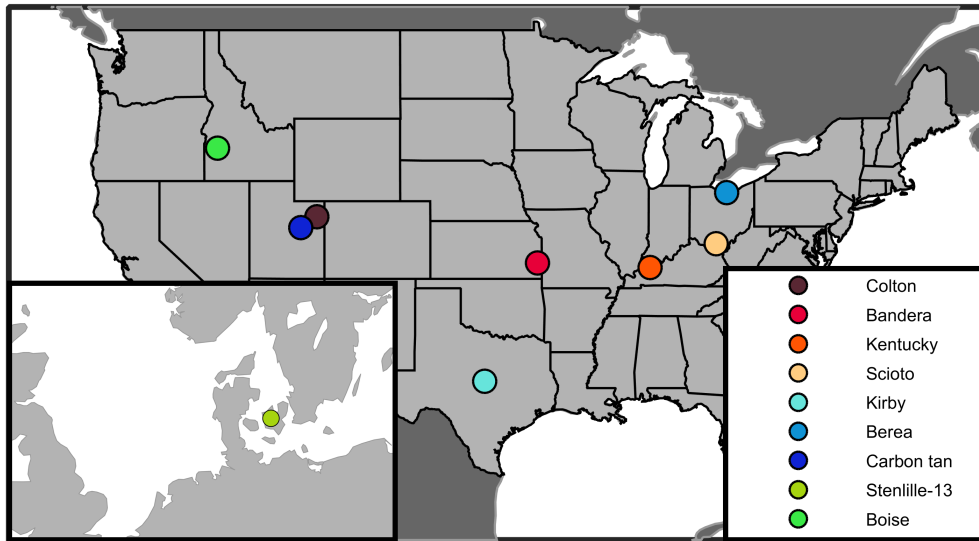 Colton
Bandera
Kentucky
Scioto
Kirby
Berea
Carbon tan
Stenlille-13
Boise